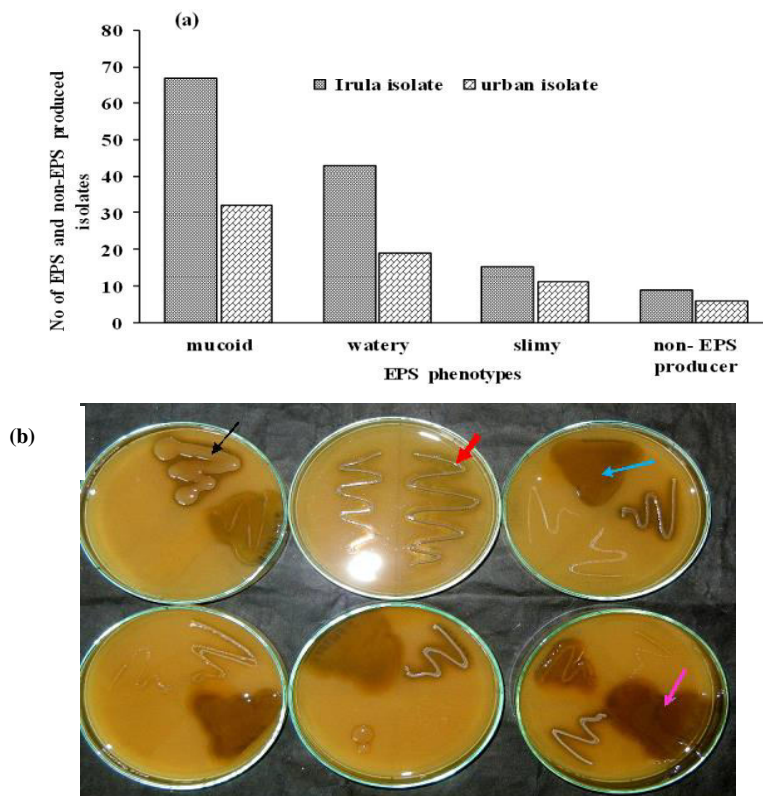 (a)
80
70
60
50
40
30
20
10
0
No of EPS and non-EPS produced
isolates
Irula isolate urban isolate
mucoid watery slimy non- EPS
producer
EPS phenotypes
(b)